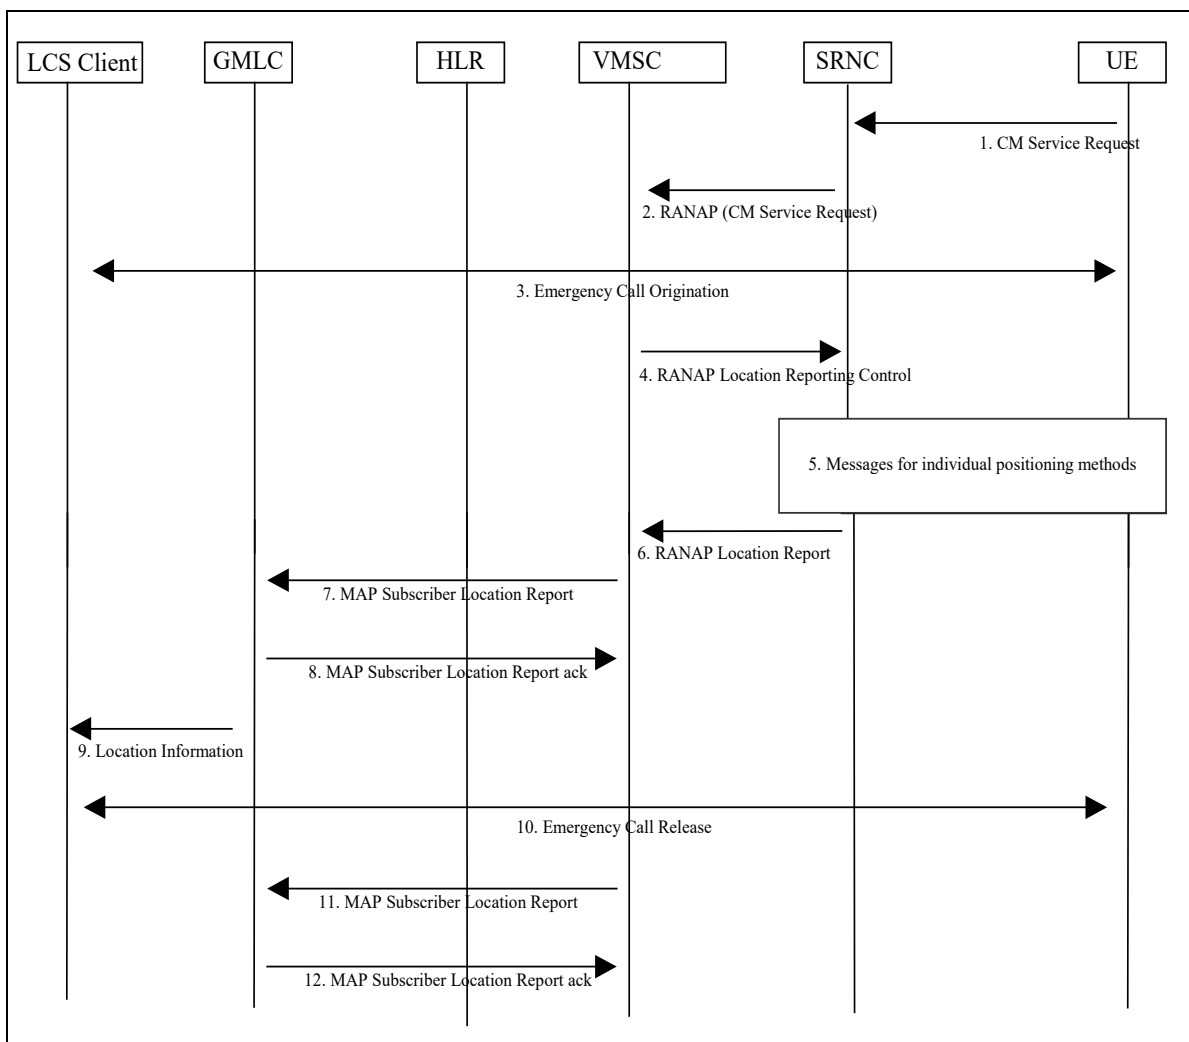 LCS Client
GMLC
HLR
VMSC
SRNC
UE
1. CM Service Request
2. RANAP (CM Service Request)
3. Emergency Call Origination
4. RANAP Location Reporting Control
5. Messages for individual positioning methods
6. RANAP Location Report
7. MAP Subscriber Location Report
8. MAP Subscriber Location Report ack
9. Location Information
10. Emergency Call Release
11. MAP Subscriber Location Report
12. MAP Subscriber Location Report ack